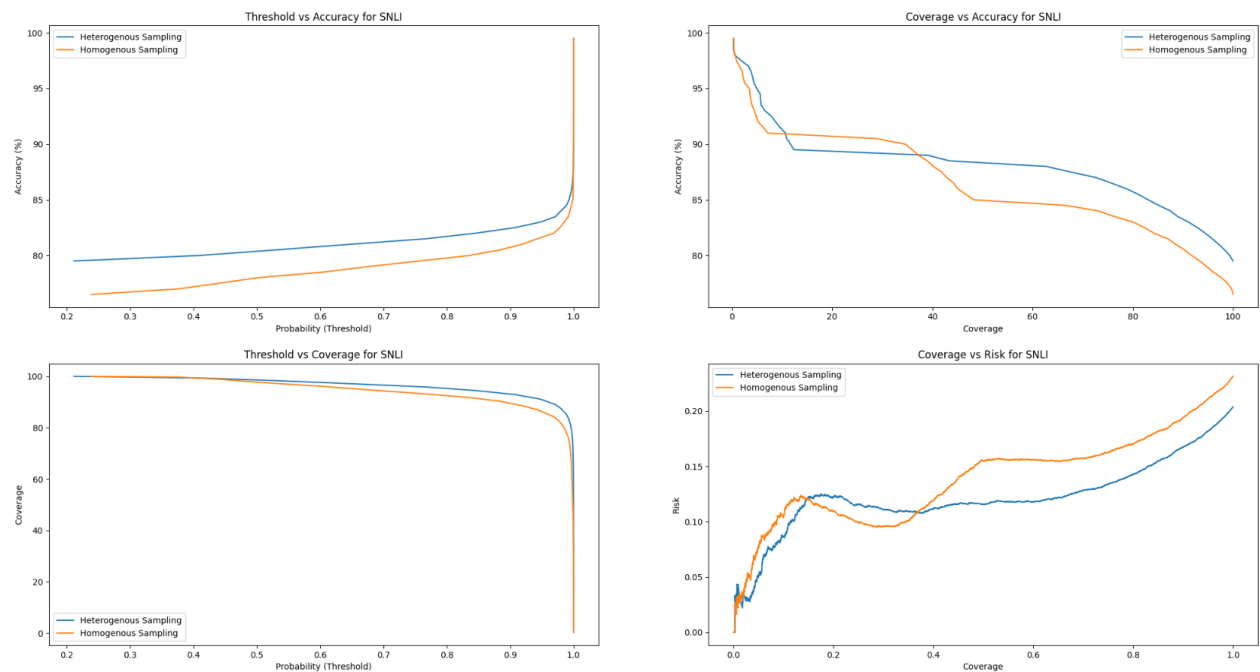 Threshold vs Accuracy for SNLI
Heterogenous Sampling
Homogenous Sampling
100
95
90
85
80
Accuracy (%)
0.2 0.3 0.4 0.5 0.6 0.7 0.8 0.9 1.0
Probability (Threshold)
Coverage vs Accuracy for SNLI
Heterogenous Sampling
Homogenous Sampling
100
95
90
85
80
Accuracy (%)
0 20 40 60 80 100
Coverage
Threshold vs Coverage for SNLI
100
80
60
40
20
0
Coverage
Heterogenous Sampling
Homogenous Sampling
0.2 0.3 0.4 0.5 0.6 0.7 0.8 0.9 1.0
Probability (Threshold)
Coverage vs Risk for SNLI
Heterogenous Sampling
Homogenous Sampling
0.20
0.15
0.10
0.05
0.00
Risk
0.0 0.2 0.4 0.6 0.8 1.0
Coverage